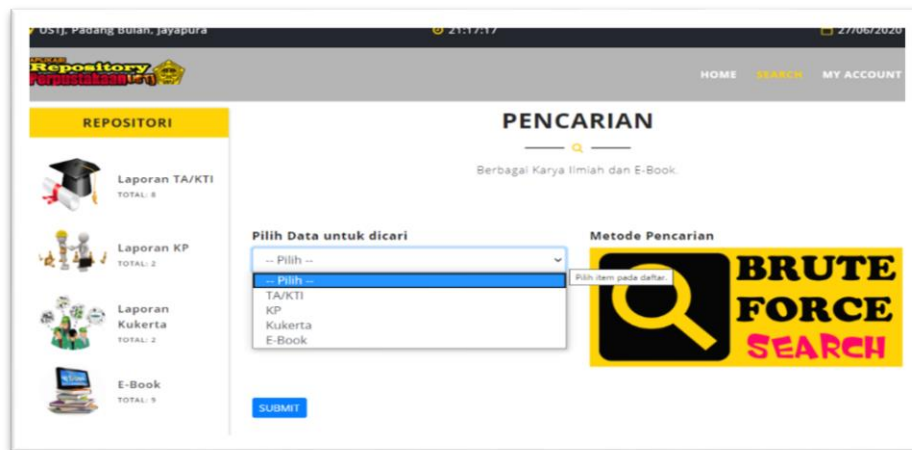 USTJ, Padang Bulan, Jayapura
21:17:17
27/06/2020
APLIKASI
Repository
Perpustakaan USTJ
HOME SEARCH MY ACCOUNT
REPOSITORI
Laporan TA/KTI
TOTAL: 8
Laporan KP
TOTAL: 2
Laporan
Kukerta
TOTAL: 2
E-Book
TOTAL: 9
PENCARIAN
Berbagai Karya Ilmiah dan E-Book.
Pilih Data untuk dicari
-- Pilih --
-- Pilih --
TA/KTI
KP
Kukerta
E-Book
Pilih item pada daftar.
SUBMIT
Metode Pencarian
BRUTE
FORCE
SEARCH